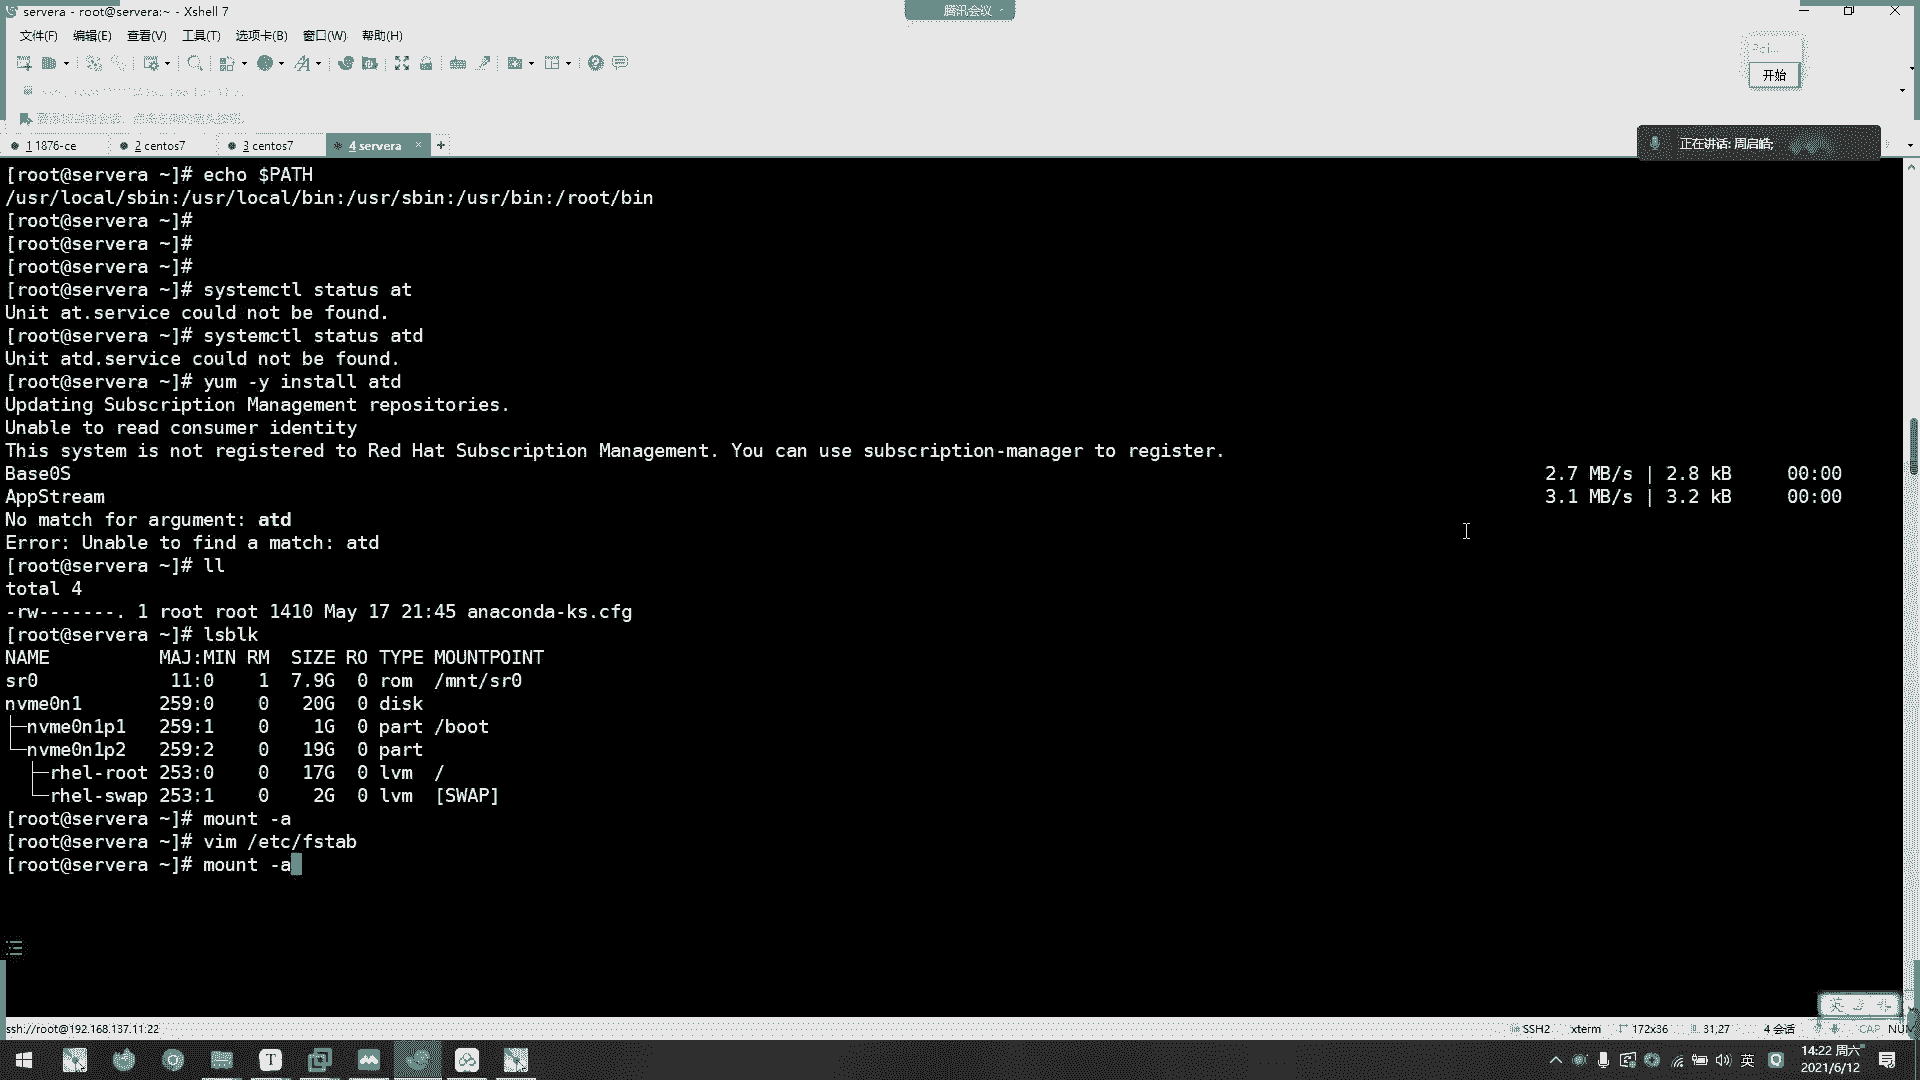 servera - root@servera:~ - Xshell 7
腾讯会议
文件(F) 编辑(E) 查看(V) 工具(T) 选项卡(B) 窗口(W) 帮助(H)
开始
1 1876-ce 2 centos7 3 centos7 4 servera × +
正在讲话: 周启皓;
[root@servera ~]# echo $PATH
/usr/local/sbin:/usr/local/bin:/usr/sbin:/usr/bin:/root/bin
[root@servera ~]#
[root@servera ~]#
[root@servera ~]#
[root@servera ~]# systemctl status at
Unit at.service could not be found.
[root@servera ~]# systemctl status atd
Unit atd.service could not be found.
[root@servera ~]# yum -y install atd
Updating Subscription Management repositories.
Unable to read consumer identity
This system is not registered to Red Hat Subscription Management. You can use subscription-manager to register.
BaseOS 2.7 MB/s | 2.8 kB 00:00
AppStream 3.1 MB/s | 3.2 kB 00:00
No match for argument: atd
Error: Unable to find a match: atd
[root@servera ~]# ll
total 4
-rw-------. 1 root root 1410 May 17 21:45 anaconda-ks.cfg
[root@servera ~]# lsblk
NAME MAJ:MIN RM SIZE RO TYPE MOUNTPOINT
sr0 11:0 1 7.9G 0 rom /mnt/sr0
nvme0n1 259:0 0 20G 0 disk
├─nvme0n1p1 259:1 0 1G 0 part /boot
└─nvme0n1p2 259:2 0 19G 0 part
├─rhel-root 253:0 0 17G 0 lvm /
└─rhel-swap 253:1 0 2G 0 lvm [SWAP]
[root@servera ~]# mount -a
[root@servera ~]# vim /etc/fstab
[root@servera ~]# mount -a
英
ssh://root@192.168.137.11:22 SSH2 xterm 172x36 31,27 4 会话 CAP NUM
英 14:22 周六
2021/6/12